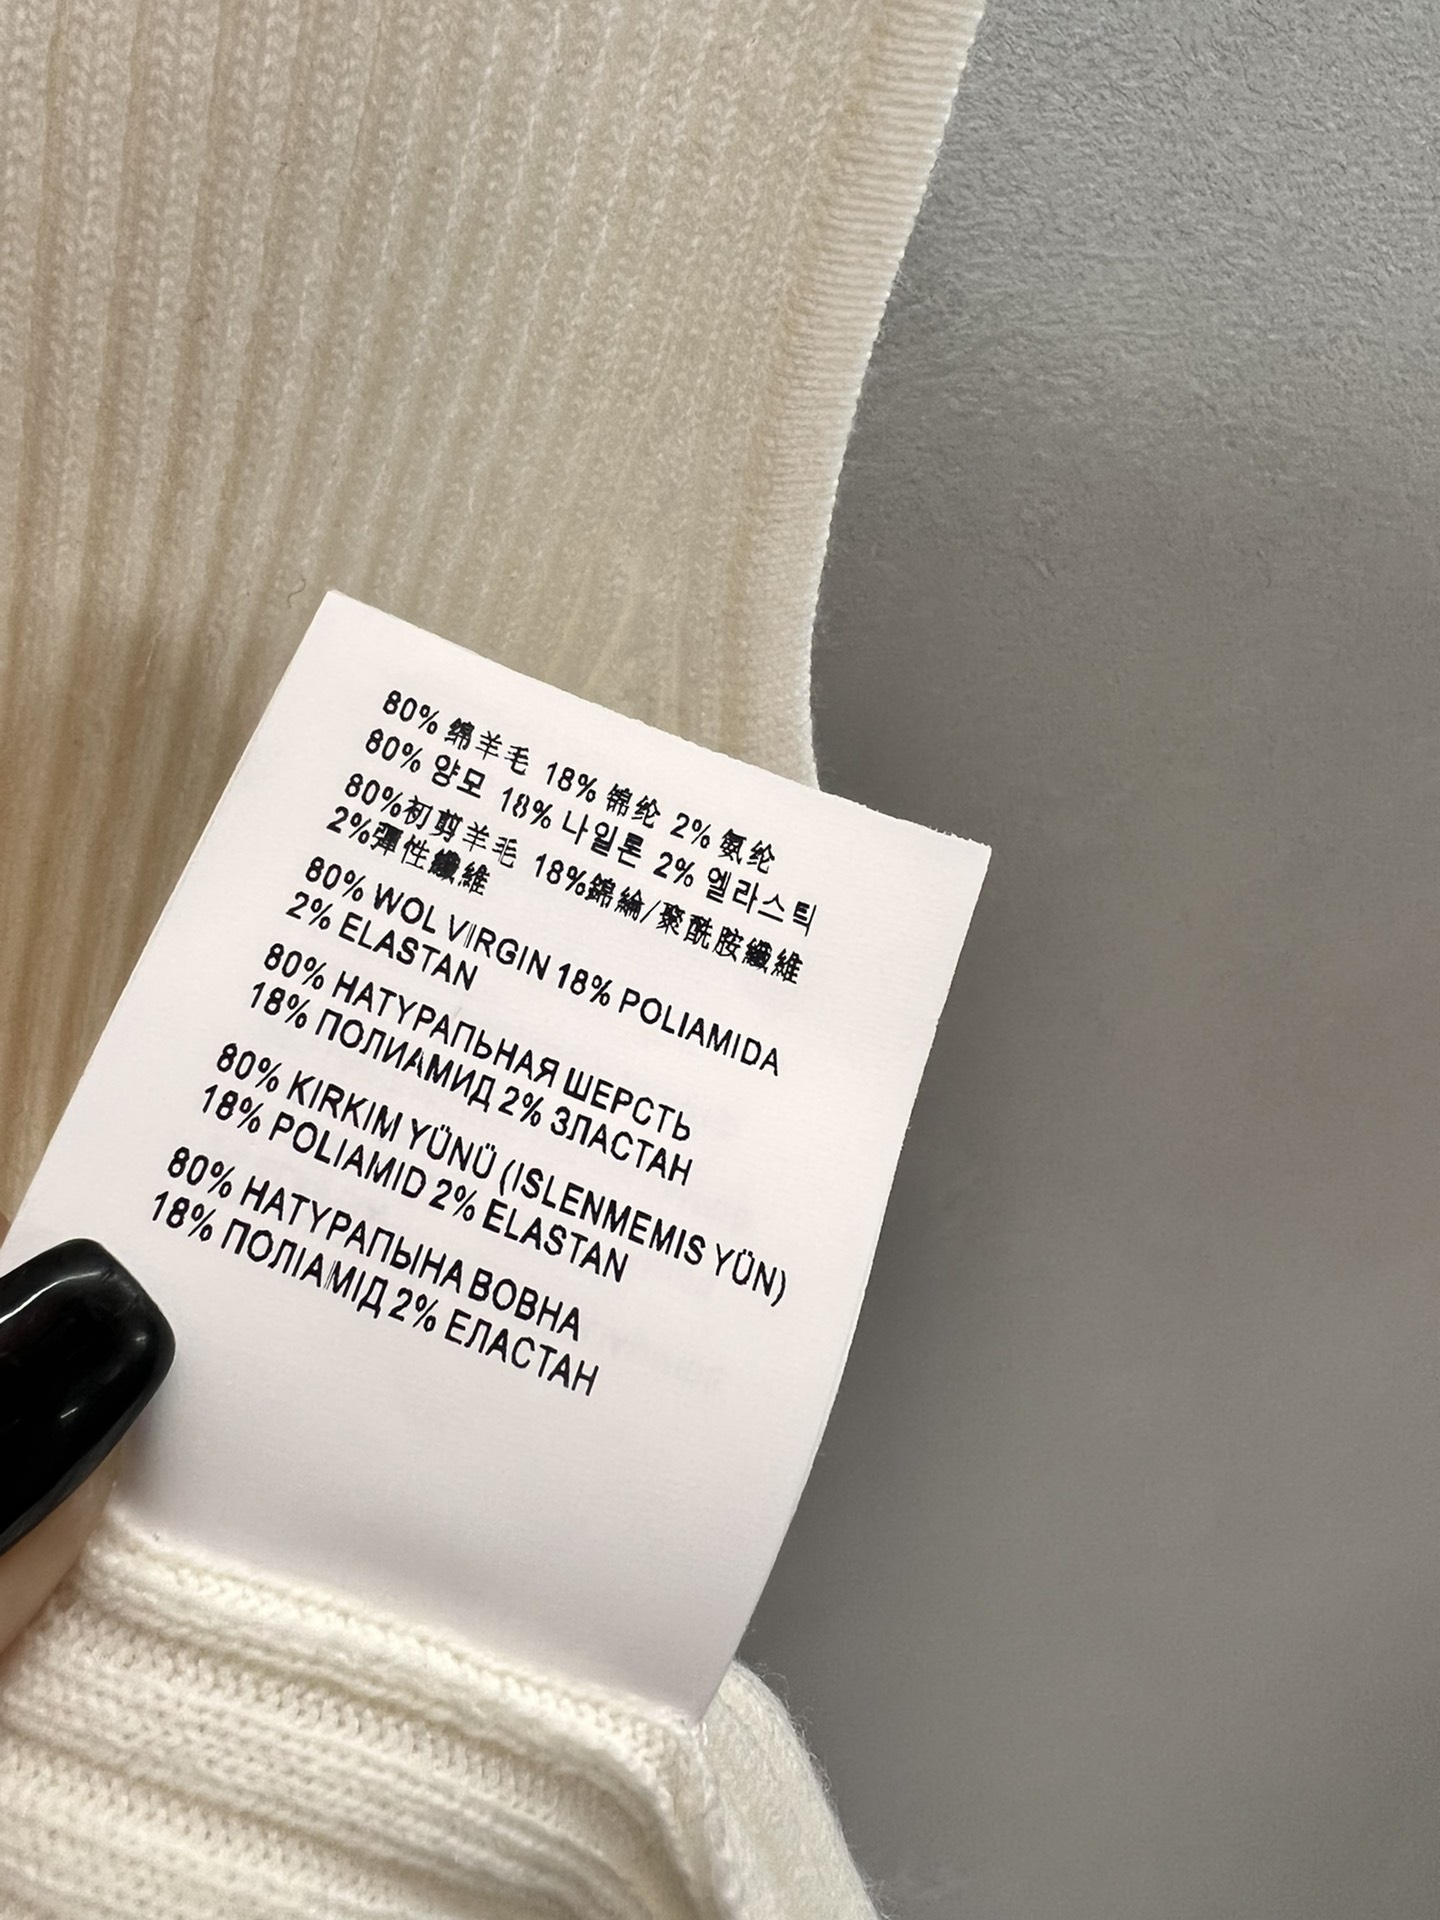 80% 绵羊毛 18% 锦纶 2% 氨纶
80% 양모 18% 나일론 2% 엘라스틱
80%初剪羊毛 18%錦綸/聚酰胺纖維
2%彈性纖維
80% WOL VIRGIN 18% POLIAMIDA
2% ELASTAN
80% НАТУРАПЬНАЯ ШЕРСТЬ
18% ПОЛИАМИД 2% ЗЛАСТАН
80% KIRKIM YÜNÜ (ISLENMEMIS YÜN)
18% POLIAMID 2% ELASTAN
80% НАТУРАПЫНА ВОВНА
18% ПОЛІАМІД 2% ЕЛАСТАН